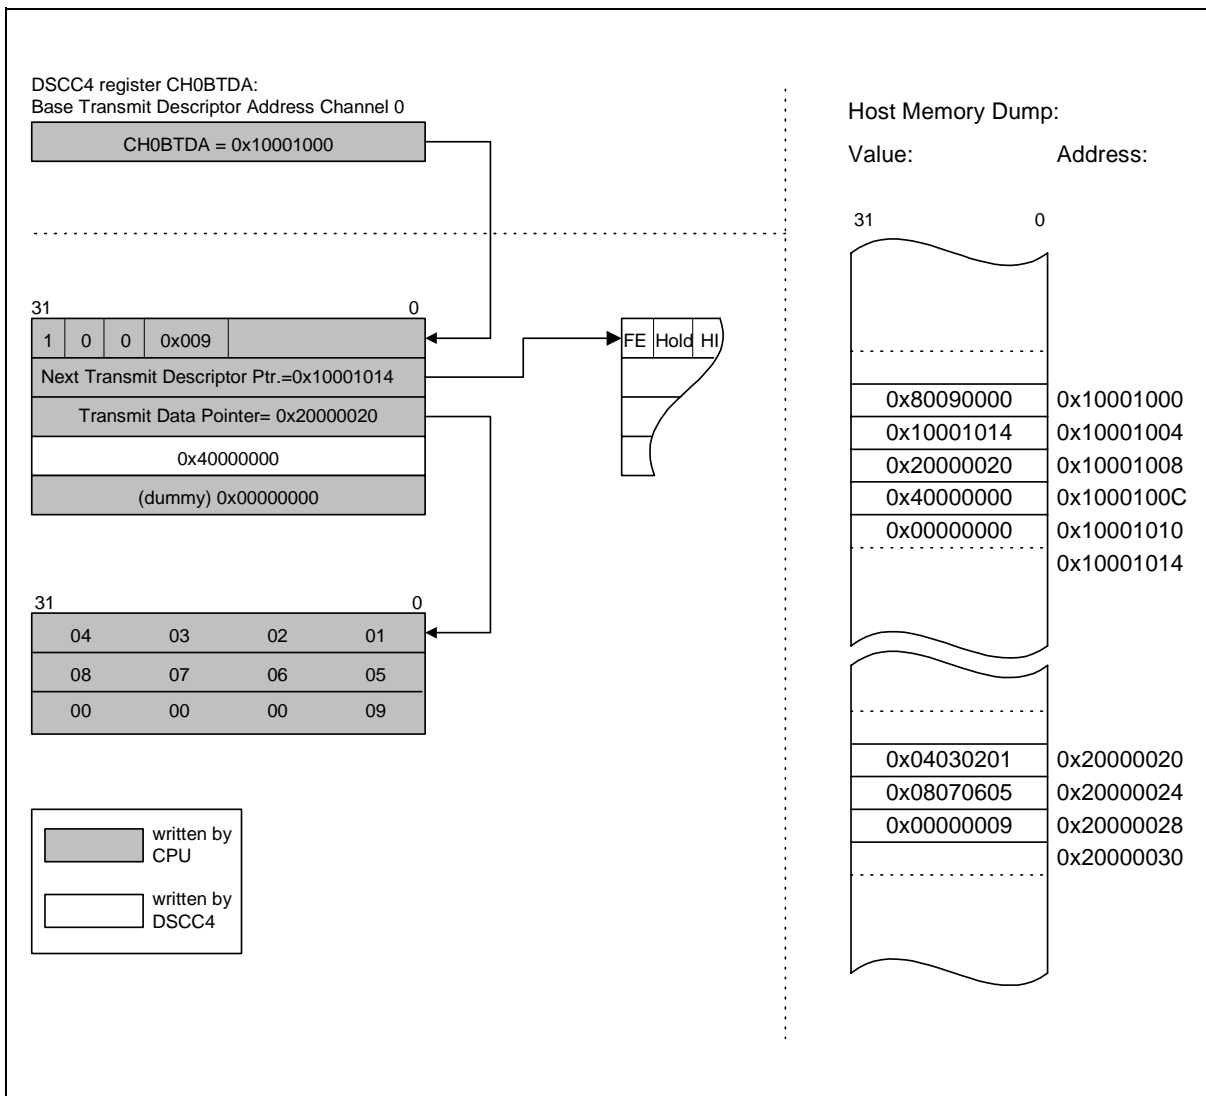 DSCC4 register CH0BTDA:
Base Transmit Descriptor Address Channel 0
CH0BTDA = 0x10001000
31 0
1 0 0 0x009
Next Transmit Descriptor Ptr.=0x10001014
Transmit Data Pointer= 0x20000020
0x40000000
(dummy) 0x00000000
FE Hold HI
31 0
04 03 02 01
08 07 06 05
00 00 00 09
written by
CPU
written by
DSCC4
Host Memory Dump:
Value: Address:
31 0
0x80090000 0x10001000
0x10001014 0x10001004
0x20000020 0x10001008
0x40000000 0x1000100C
0x00000000 0x10001010
0x10001014
0x04030201 0x20000020
0x08070605 0x20000024
0x00000009 0x20000028
0x20000030